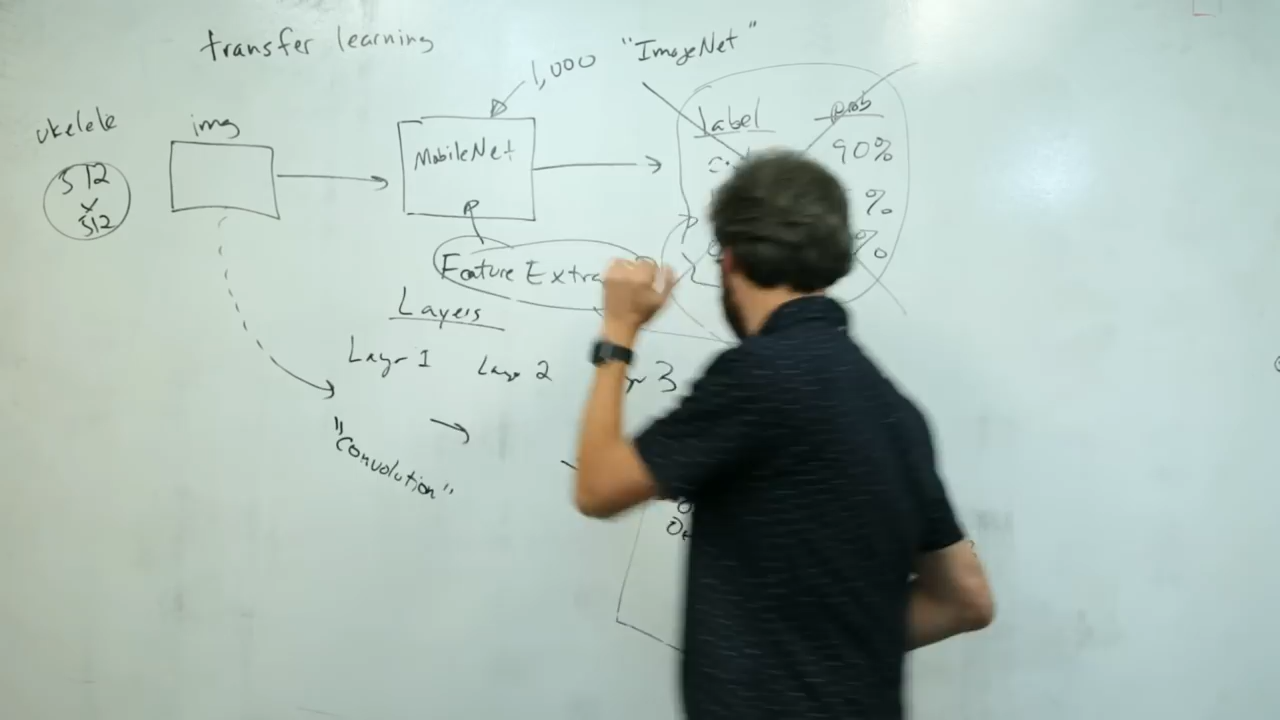 transfer learning
1,000 "ImageNet"
ukelele
img
512
x
512
MobileNet
label prob
90%
%
%
Feature Extra
Layers
Layer 1 Layer 2 3
"Convolution"